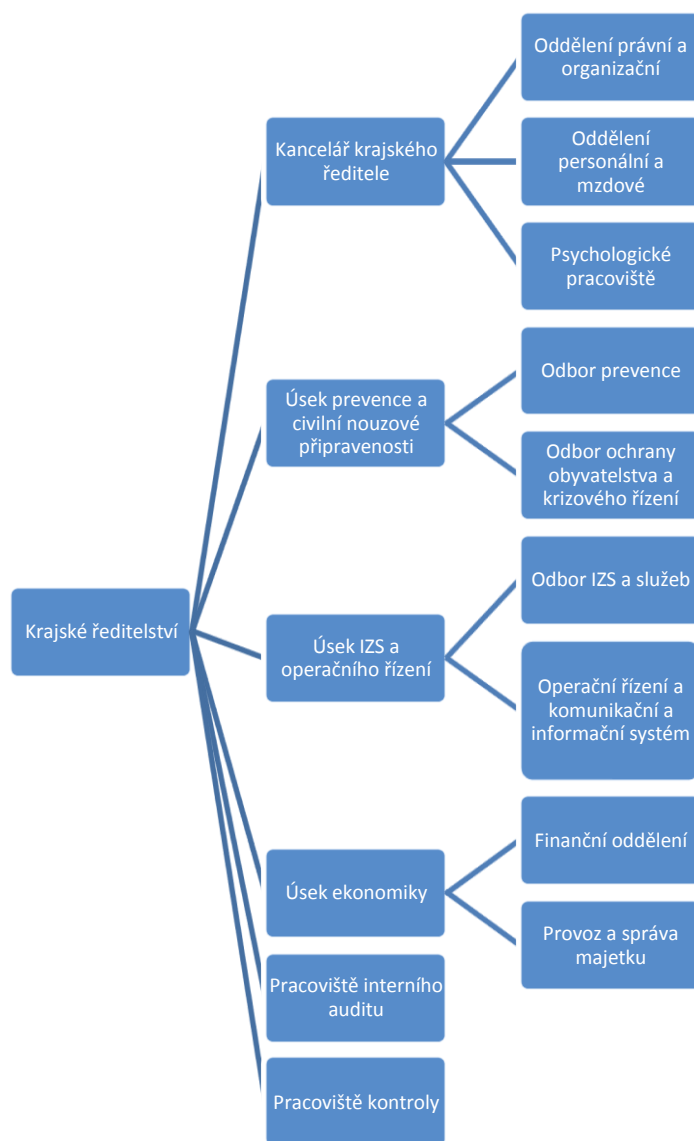 Oddělení právní a
organizační
Kancelář krajského
ředitele
Oddělení
personální a
mzdové
Psychologické
pracoviště
Odbor prevence
Úsek prevence a
civilní nouzové
připravenosti
Odbor ochrany
obyvatelstva a
krizového řízení
Odbor IZS a služeb
Krajské ředitelství
Úsek IZS a
operačního řízení
Operační řízení a
komunikační a
informační systém
Finanční oddělení
Úsek ekonomiky
Provoz a správa
majetku
Pracoviště interního
auditu
Pracoviště kontroly